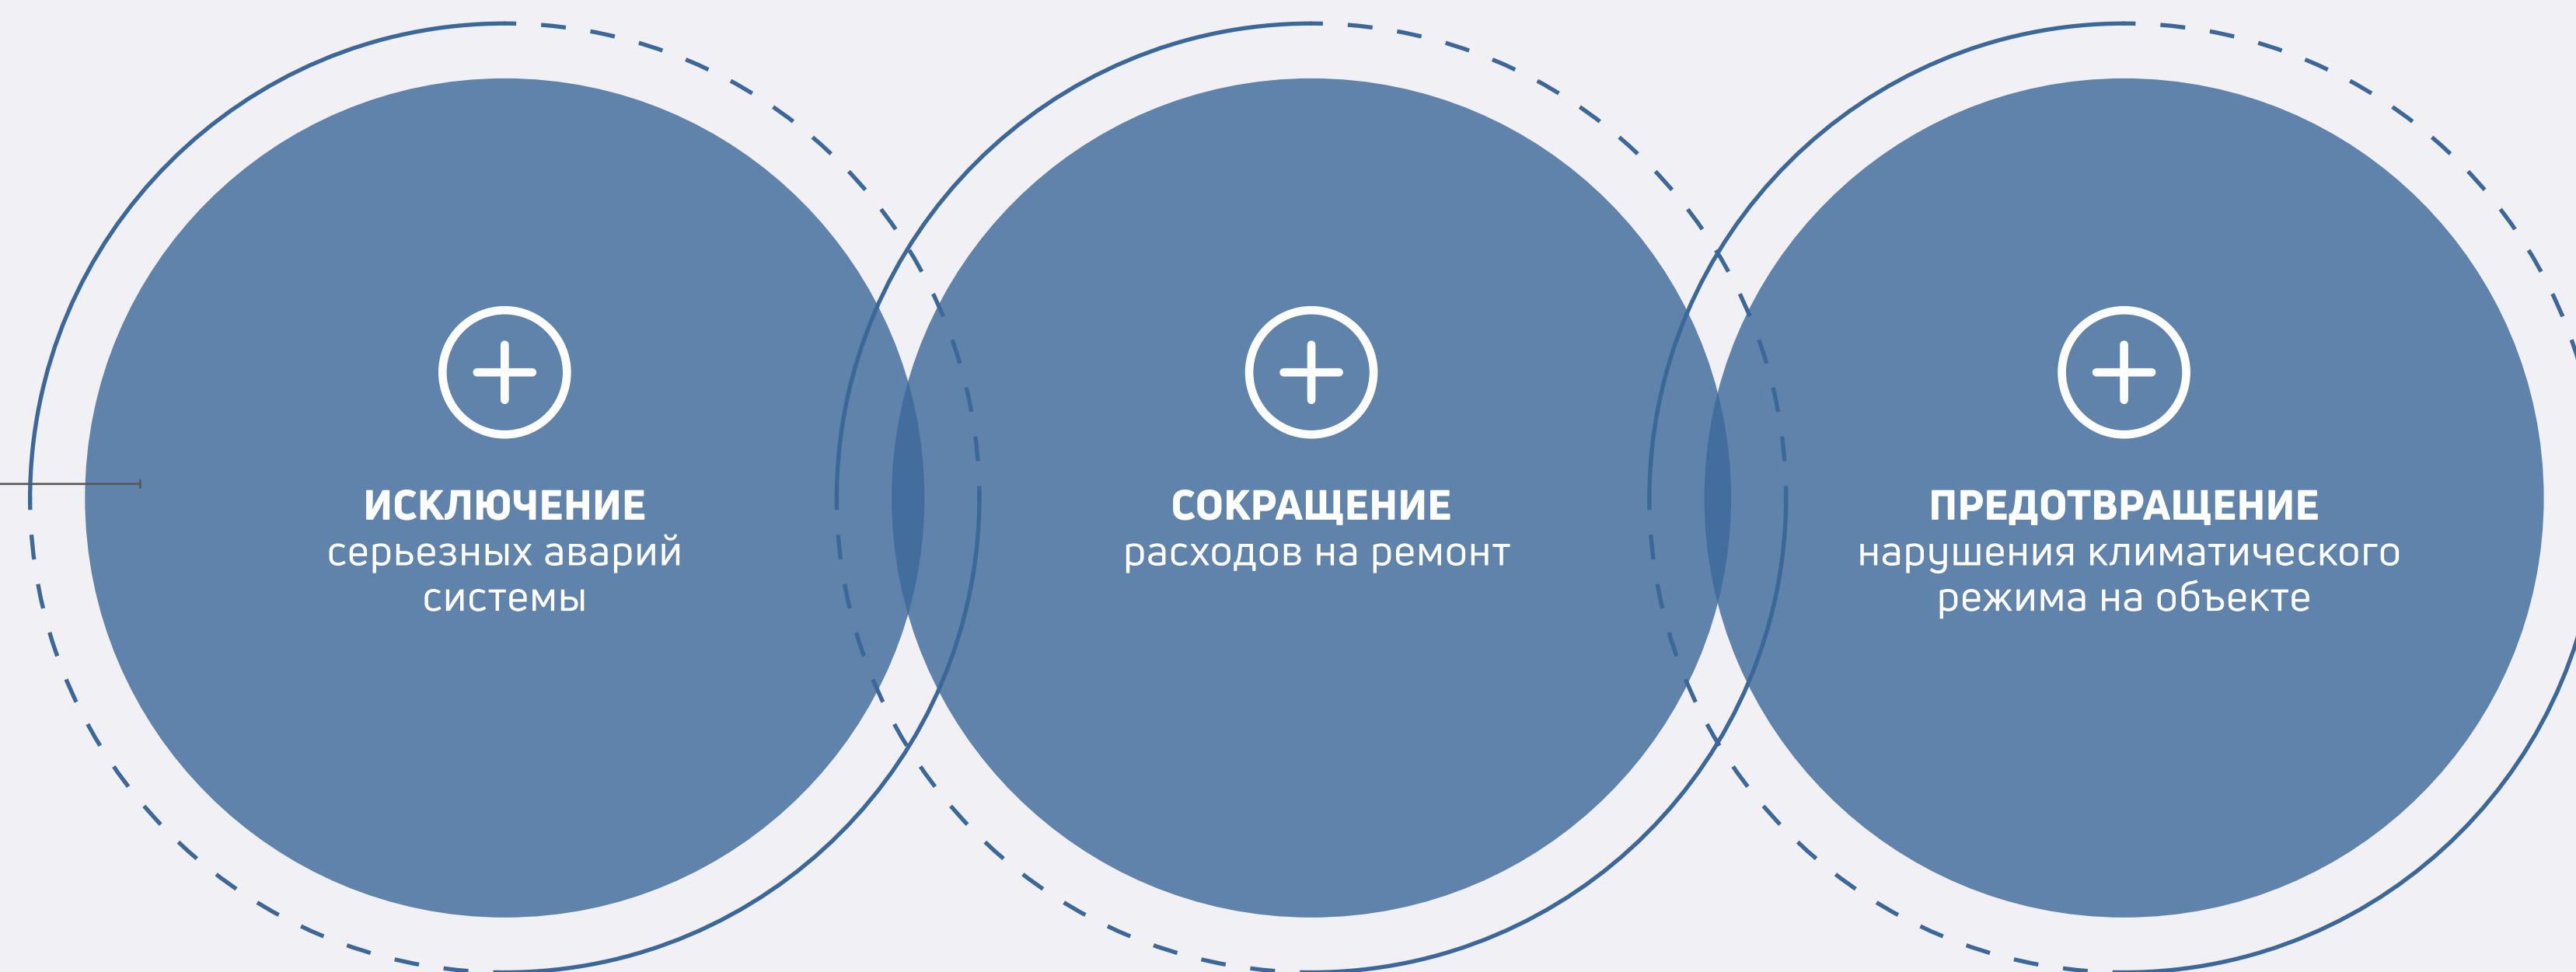 ИСКЛЮЧЕНИЕ
серьезных аварий
системы
СОКРАЩЕНИЕ
расходов на ремонт
ПРЕДОТВРАЩЕНИЕ
нарушения климатического
режима на объекте